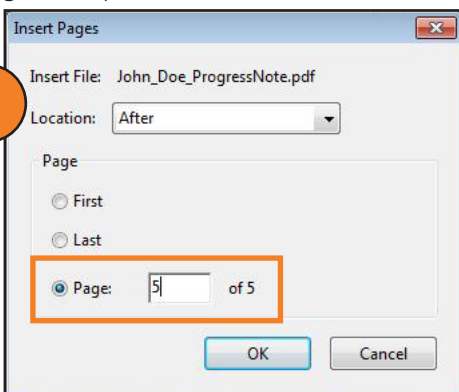 Insert Pages
Insert File: John_Doe_ProgressNote.pdf
Location: After
Page
First
Last
Page: 5 of 5
OK Cancel